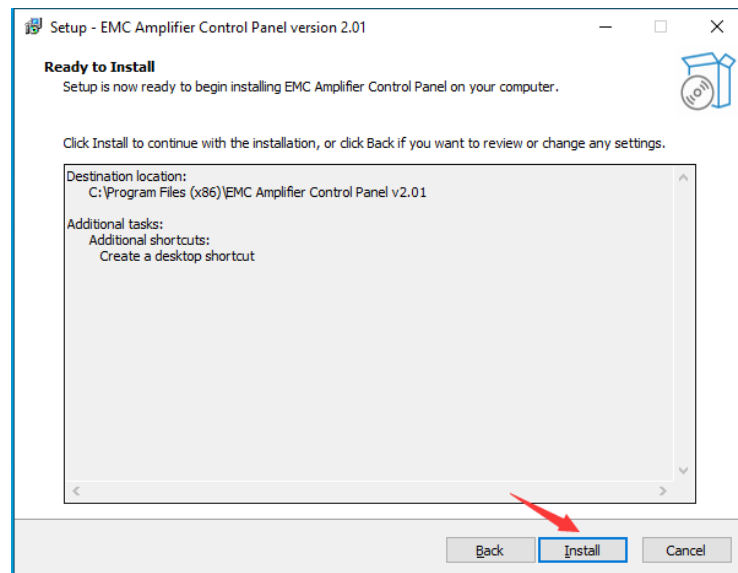 Setup - EMC Amplifier Control Panel version 2.01
Ready to Install
Setup is now ready to begin installing EMC Amplifier Control Panel on your computer.
Click Install to continue with the installation, or click Back if you want to review or change any settings.
Destination location:
C:\Program Files (x86)\EMC Amplifier Control Panel v2.01
Additional tasks:
Additional shortcuts:
Create a desktop shortcut
Back
Install
Cancel